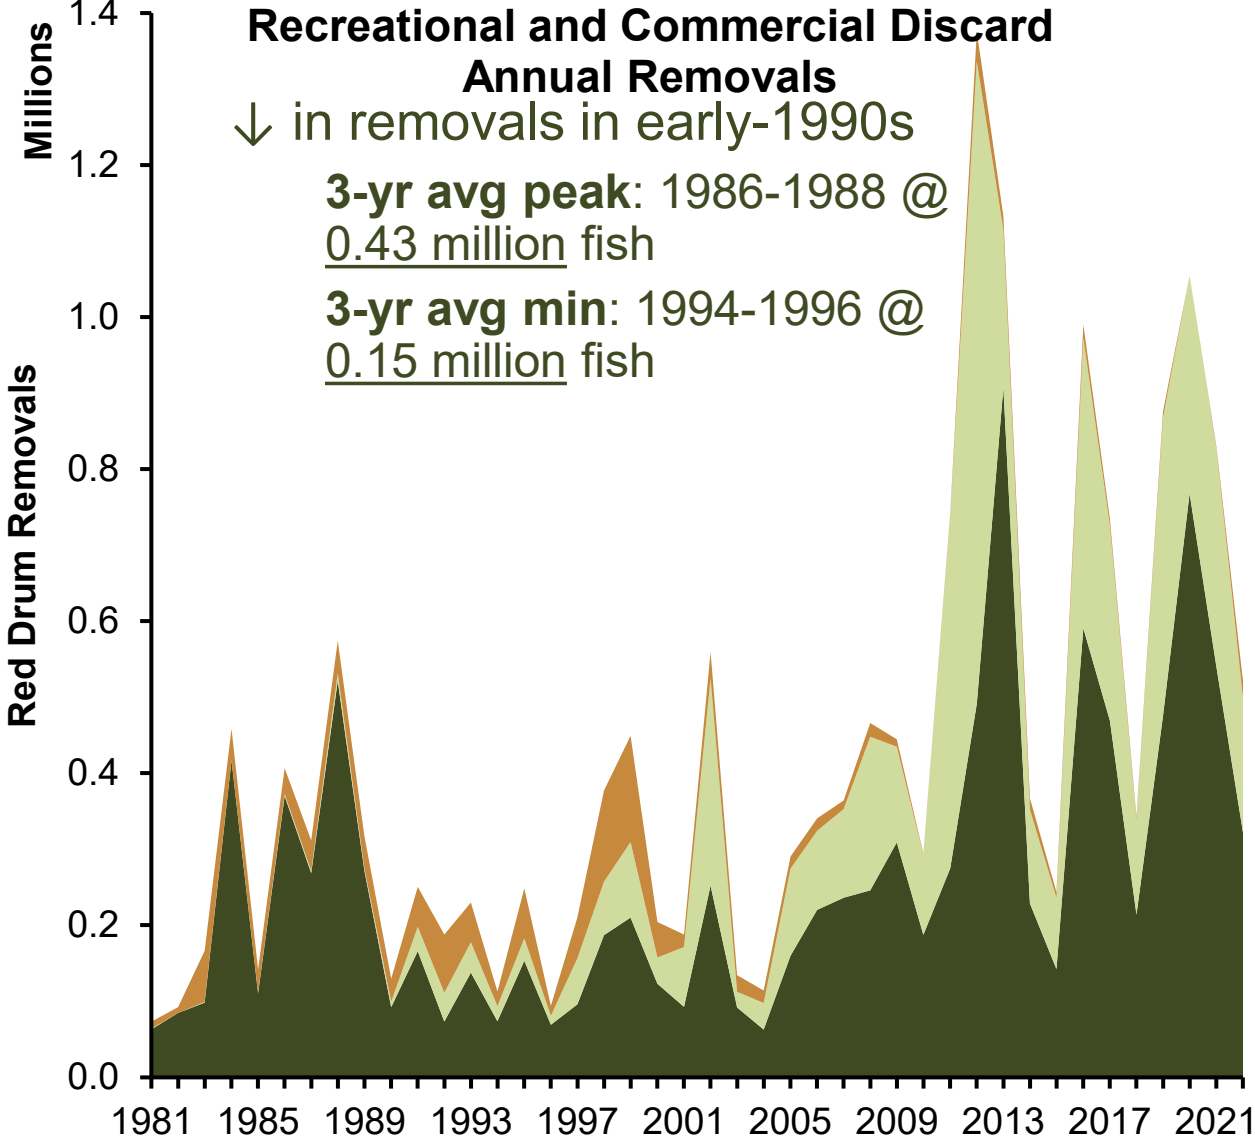 Recreational and Commercial Discard
Annual Removals
↓ in removals in early-1990s
3-yr avg peak: 1986-1988 @
0.43 million fish
3-yr avg min: 1994-1996 @
0.15 million fish
Millions
Red Drum Removals
1.4
1.2
1.0
0.8
0.6
0.4
0.2
0.0
1981 1985 1989 1993 1997 2001 2005 2009 2013 2017 2021